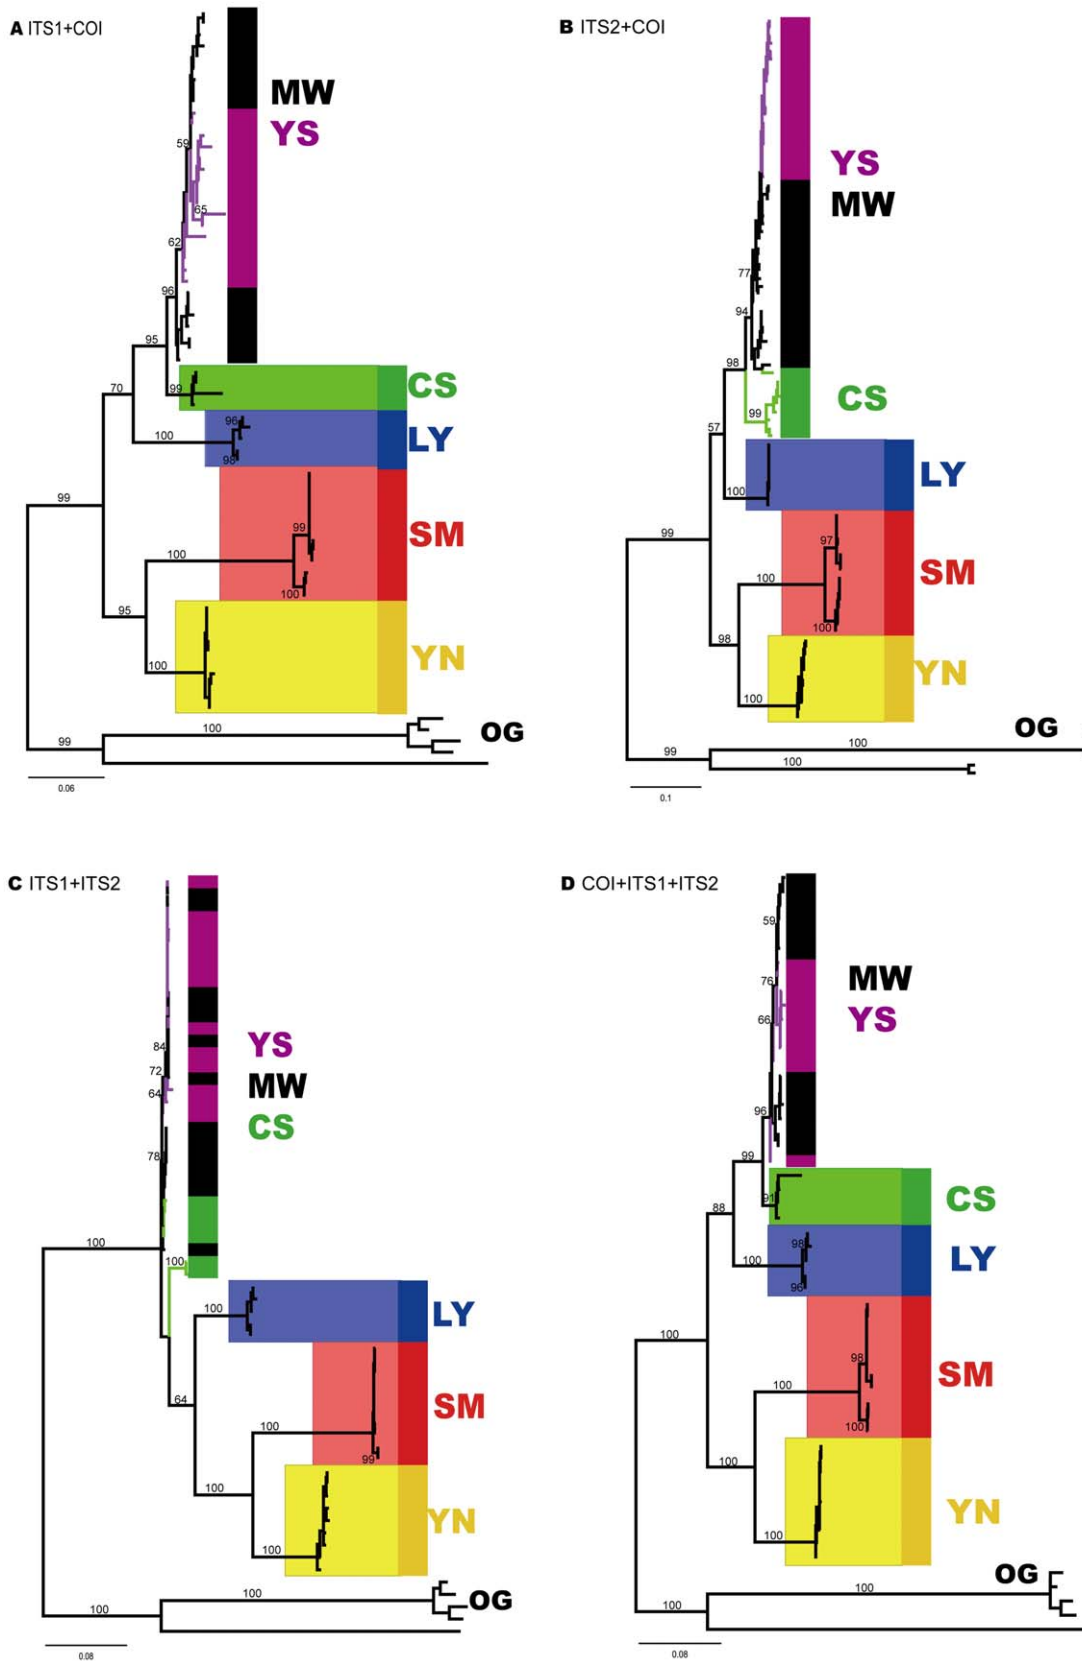 A ITS1+COI
MW
YS
59
65
62
96
95
99
CS
70
96
100
98
LY
99
99
SM
100
100
95
YN
100
100
OG
99
0.06
B ITS2+COI
YS
MW
77
94
98
CS
99
57
LY
100
99
97
SM
100
100
98
YN
100
OG
100
99
100
0.1
C ITS1+ITS2
84
YS
72
MW
64
CS
78
100
100
100
LY
64
SM
100
99
100
YN
100
100
OG
100
0.08
D COI+ITS1+ITS2
59
MW
76
YS
66
96
99
CS
91
88
98
LY
100
96
100
98
SM
100
100
100
YN
100
OG
100
100
0.08